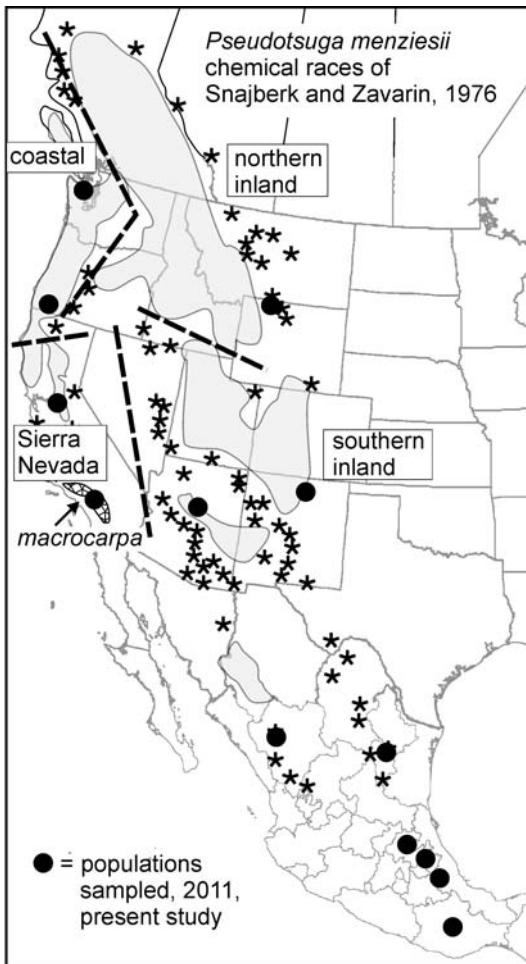 Pseudotsuga menziesii
chemical races of
Snajberk and Zavarin, 1976
coastal
northern
inland
Sierra
Nevada
southern
inland
macrocarpa
= populations
sampled, 2011,
present study